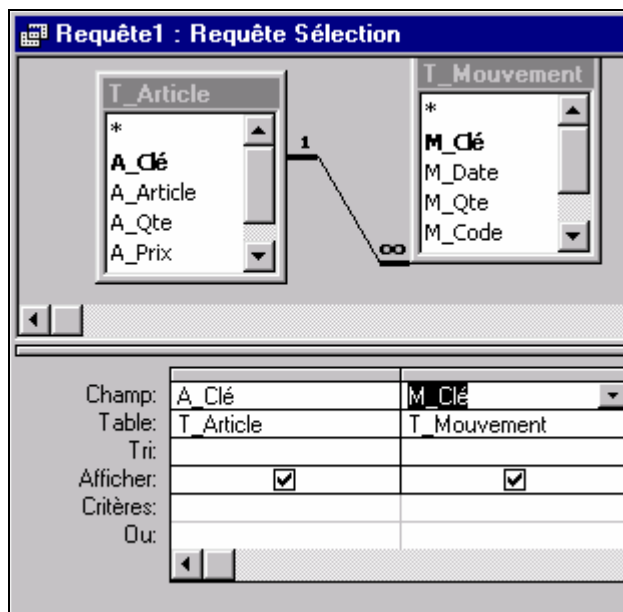 Requête1 : Requête Sélection
T_Article
*
A_Clé
A_Article
A_Qte
A_Prix
1
∞
T_Mouvement
*
M_Clé
M_Date
M_Qte
M_Code
Champ: A_Clé M_Clé
Table: T_Article T_Mouvement
Tri:
Afficher:
Critères:
Ou: